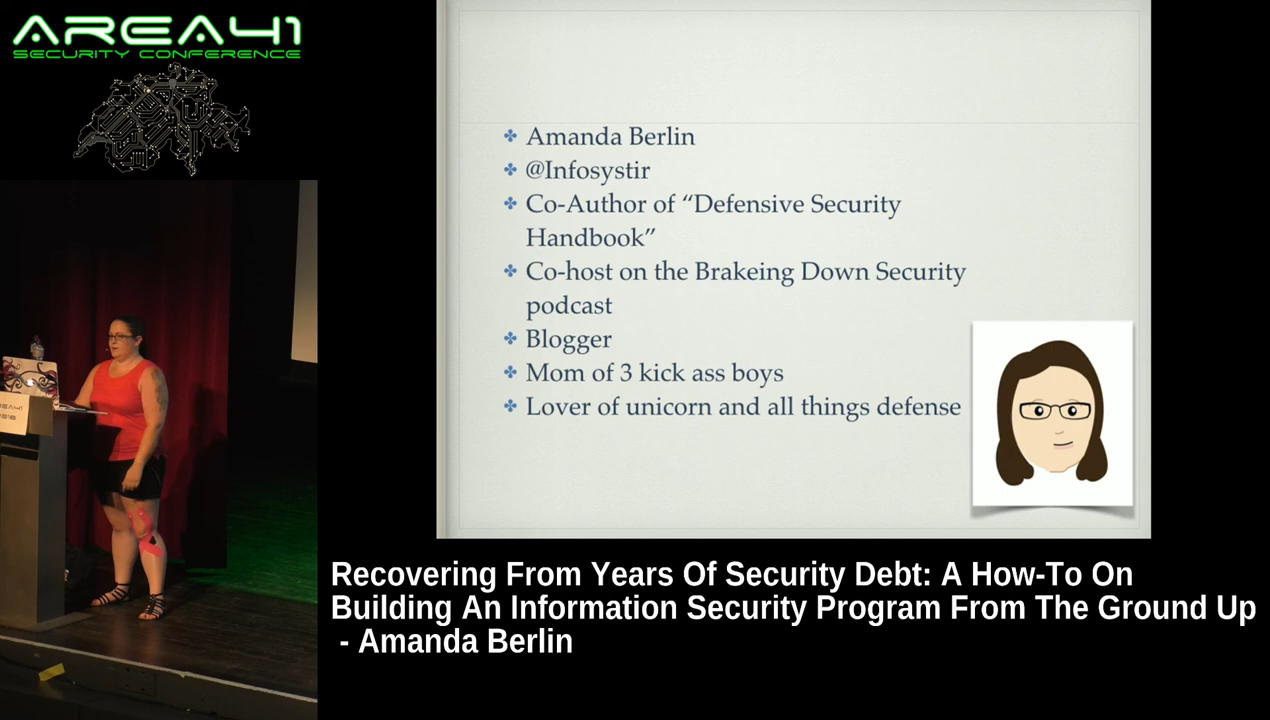 AREA41
SECURITY CONFERENCE
Amanda Berlin
@Infosystir
Co-Author of “Defensive Security
Handbook”
Co-host on the Brakeing Down Security
podcast
Blogger
Mom of 3 kick ass boys
Lover of unicorn and all things defense
Recovering From Years Of Security Debt: A How-To On
Building An Information Security Program From The Ground Up
- Amanda Berlin